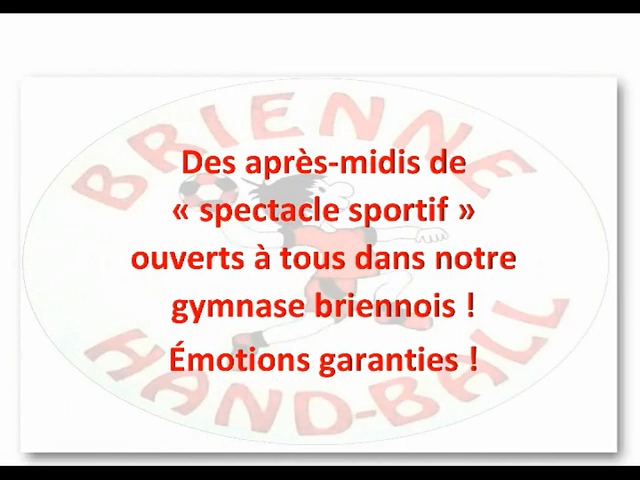 BRIENNE
Des après-midis de
« spectacle sportif »
ouverts à tous dans notre
gymnase briennois !
Émotions garanties !
HAND-BALL